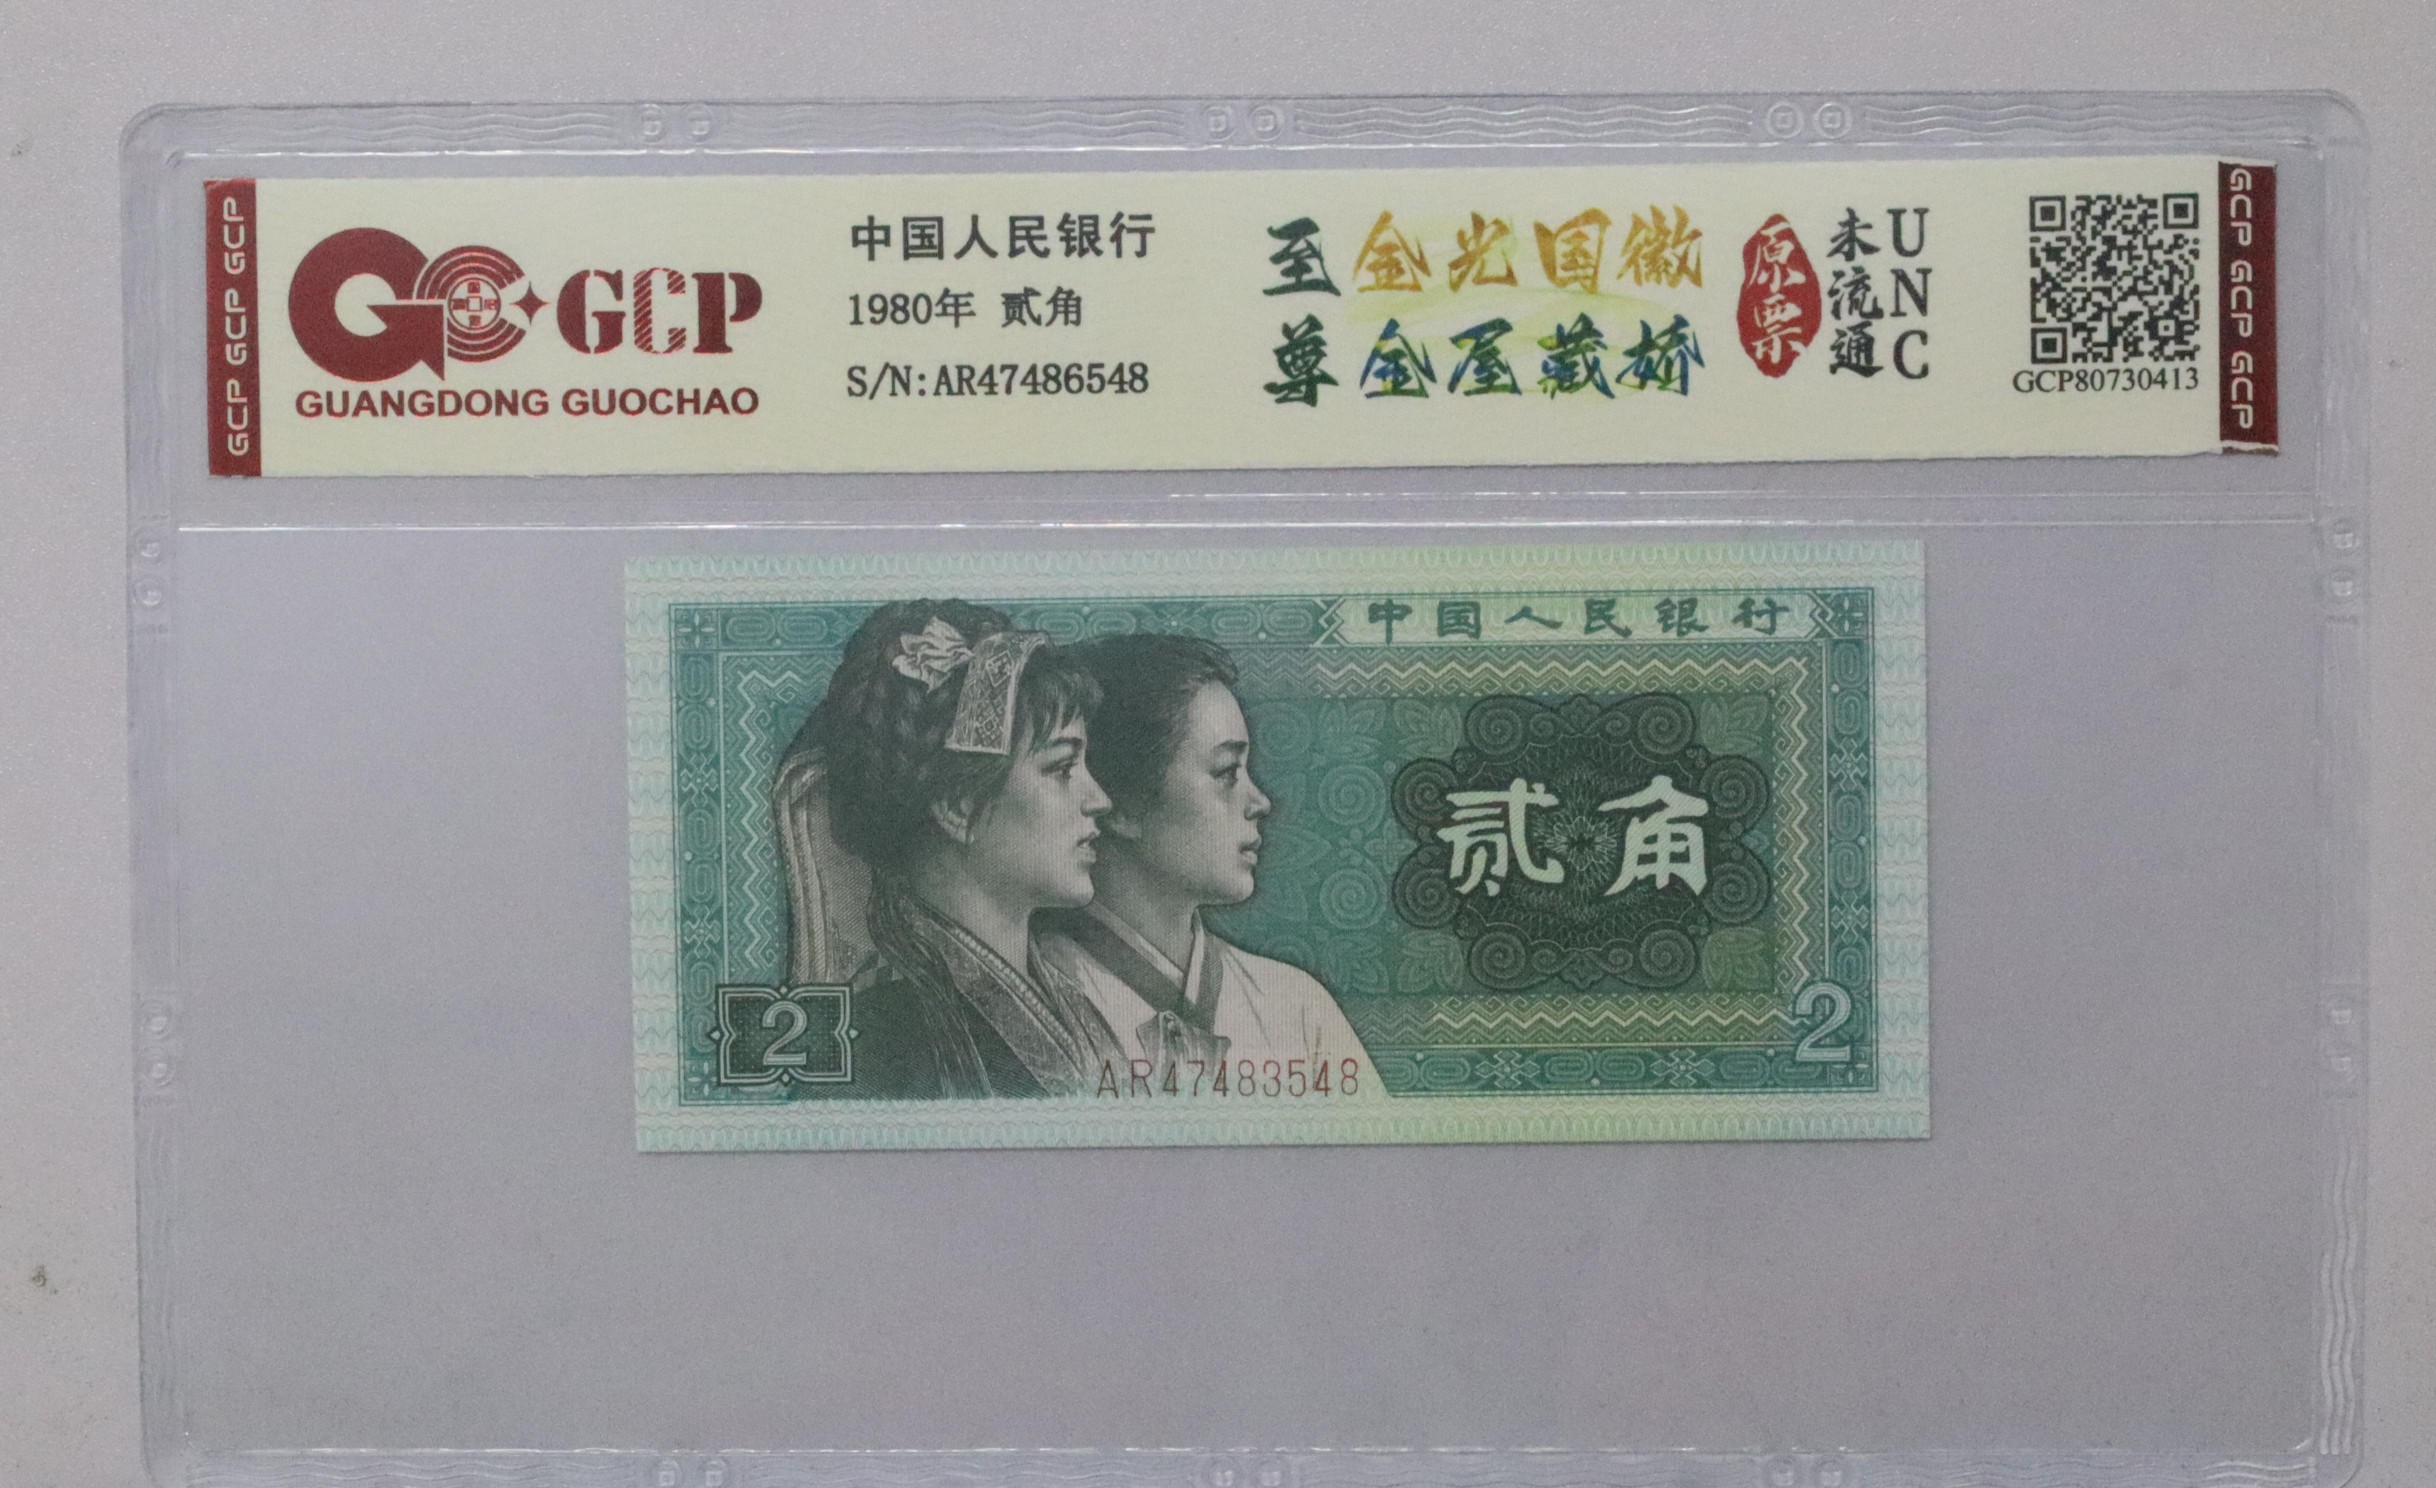 GCP GCP GCP
GCP
GUANGDONG GUOCHAO
中国人民银行
1980年 贰角
S/N:AR47486548
至尊
金光国徽
金屋藏娇
原票
未流通
UNC
GCP80730413
GCP GCP GCP
中国人民银行
贰角
2
2
AR47483548